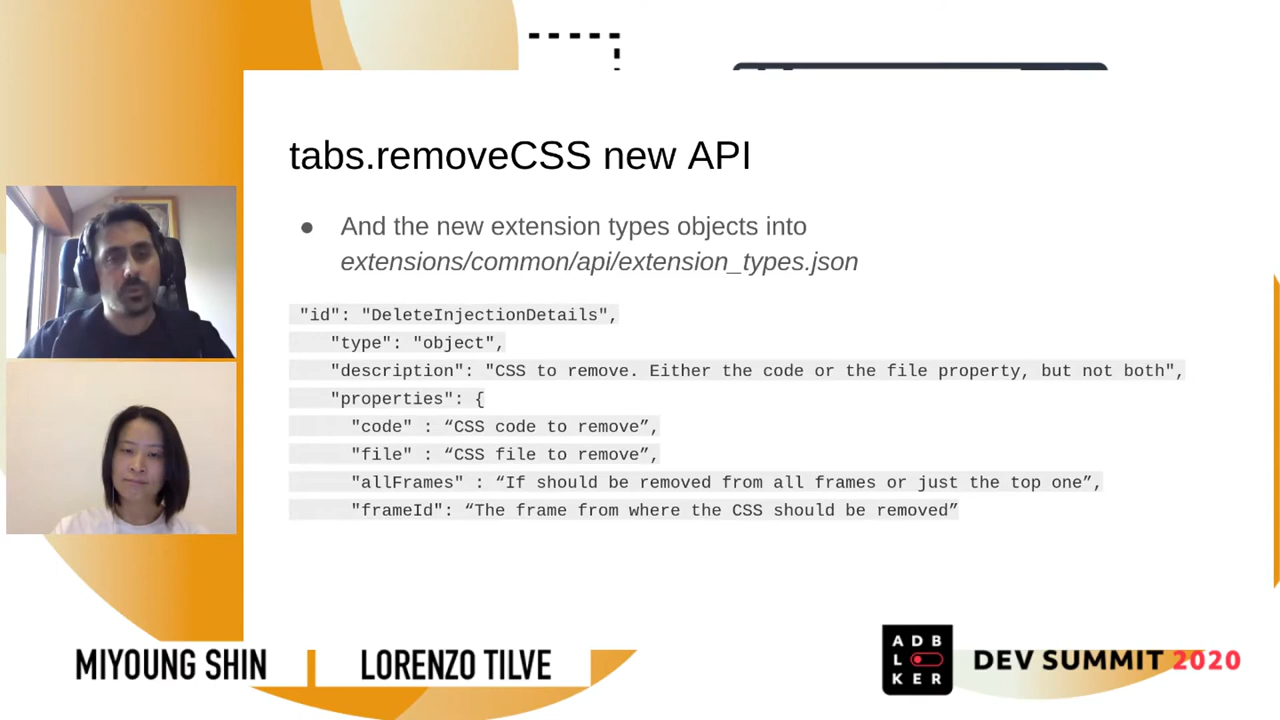 tabs.removeCSS new API
● And the new extension types objects into
extensions/common/api/extension_types.json
"id": "DeleteInjectionDetails",
"type": "object",
"description": "CSS to remove. Either the code or the file property, but not both",
"properties": {
"code" : “CSS code to remove”,
"file" : “CSS file to remove”,
"allFrames" : “If should be removed from all frames or just the top one”,
"frameId": “The frame from where the CSS should be removed”
MIYOUNG SHIN
LORENZO TILVE
ADB
L
KER
DEV SUMMIT 2020